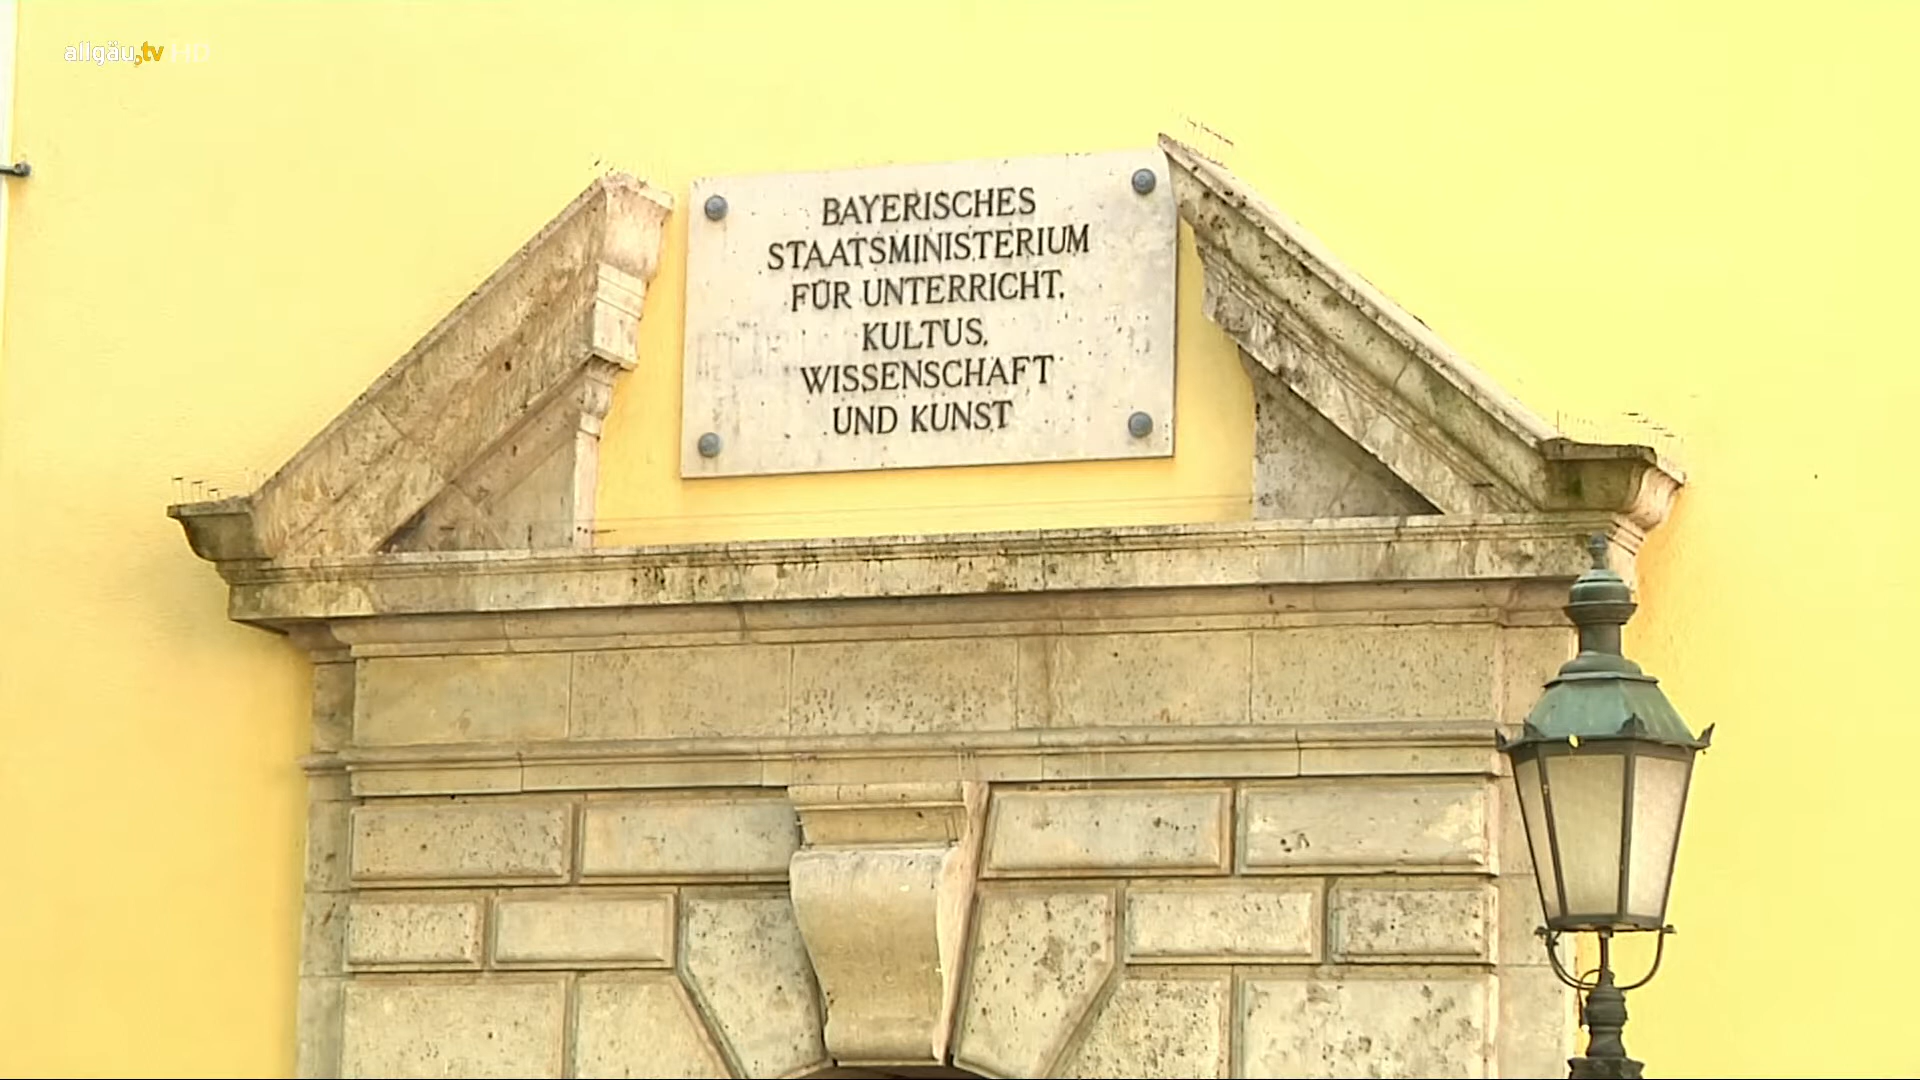 allgäu.tv HD
BAYERISCHES
STAATSMINISTERIUM
FÜR UNTERRICHT,
KULTUS,
WISSENSCHAFT
UND KUNST